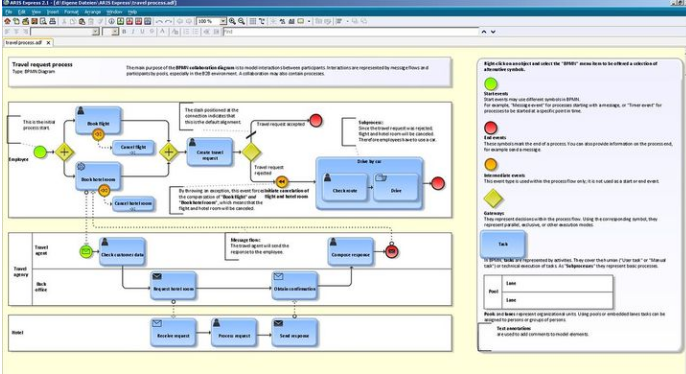 ARIS Express 2.1 - [d:\Eigene Dateien\ARIS Express\travel process.adf]
File Edit View Insert Format Arrange Window Help
100 %
Find
travel process.adf
Travel request process
Type: BPMN Diagram
The main purpose of the BPMN collaboration diagram is to model interactions between participants. Interactions are represented by message flows and
participants by pools, especially in the B2B environment. A collaboration may also contain processes.
This is the initial
process start.
Employee
Book flight
Cancel flight
Book hotel room
Cancel hotel room
The slash positioned at the
connection indicates that
this is the default alignment.
Create travel
request
Travel request accepted
Travel request
rejected
By throwing an exception, this event forces
the compensation of "Book flight" and
"Book hotel room", which means that the
flight and hotel room will be canceled.
Initiate cancelation of
flight and hotel room
Subprocess:
Since the travel request was rejected,
flight and hotel room will be canceled.
Therefore employees have to use a car.
Drive by car
Check route
Drive
Travel
agency
Travel
agent
Back
office
Check customer data
Message flow:
The travel agent will send the
response to the employee.
Compose response
Request hotel room
Obtain confirmation
Hotel
Receive request
Process request
Send response
Right-click on an object and select the "BPMN" menu item to be offered a selection of
alternative symbols.
Start events
Start events may use different symbols in BPMN.
For example, "Message event" for processes starting with a message, or "Timer event" for
processes to be started at a specific point in time.
End events
These symbols mark the end of a process. You can also provide information on the process end,
for example send a message.
Intermediate events
This event type is used within the process flow only; it is not used as a start or end event.
Gateways
They represent decisions within the process flow. Using the corresponding symbol, they
represent parallel, exclusive, or other execution modes.
Task
In BPMN, tasks are represented by activities. They cover the human ("User task" or "Manual
task") or technical execution of tasks. As "Subprocesses" they represent basic processes.
Pool
Lane
Lane
Pools and lanes represent organizational units. Using pools or embedded lanes tasks can be
assigned to persons or groups of persons.
Text annotations
are used to add comments to model elements.